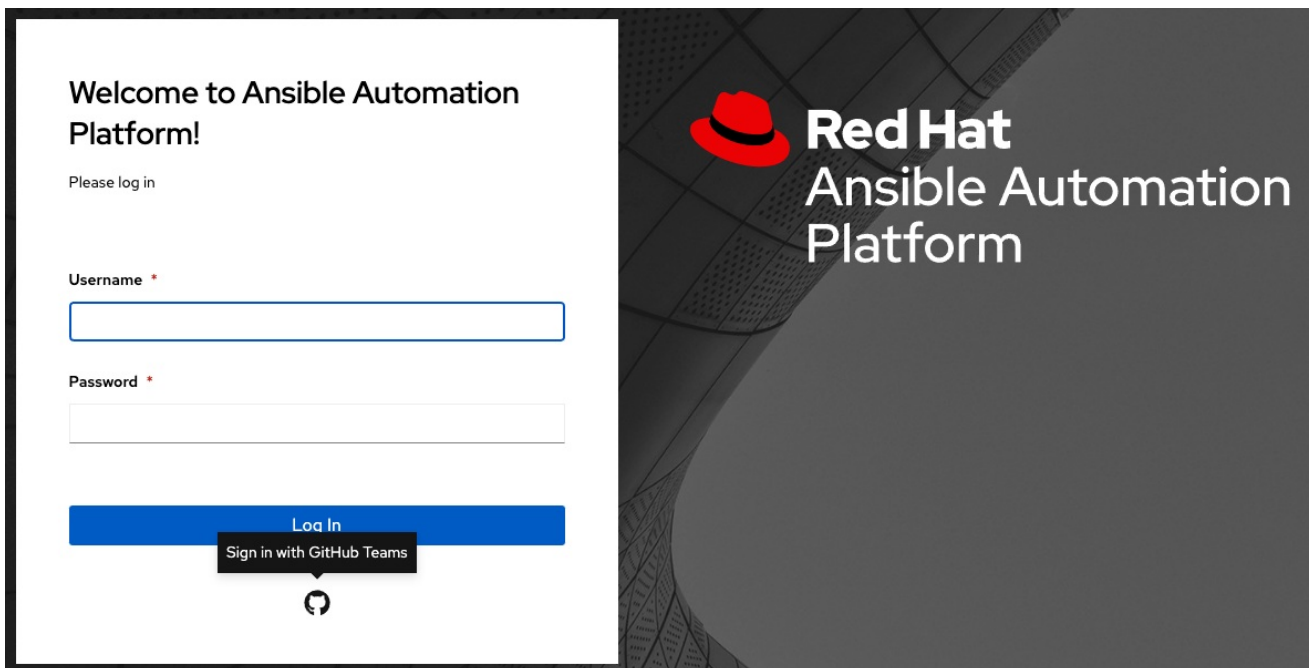 Welcome to Ansible Automation
Platform!
Please log in
Username *
Password *
Log In
Sign in with GitHub Teams
Red Hat
Ansible Automation
Platform